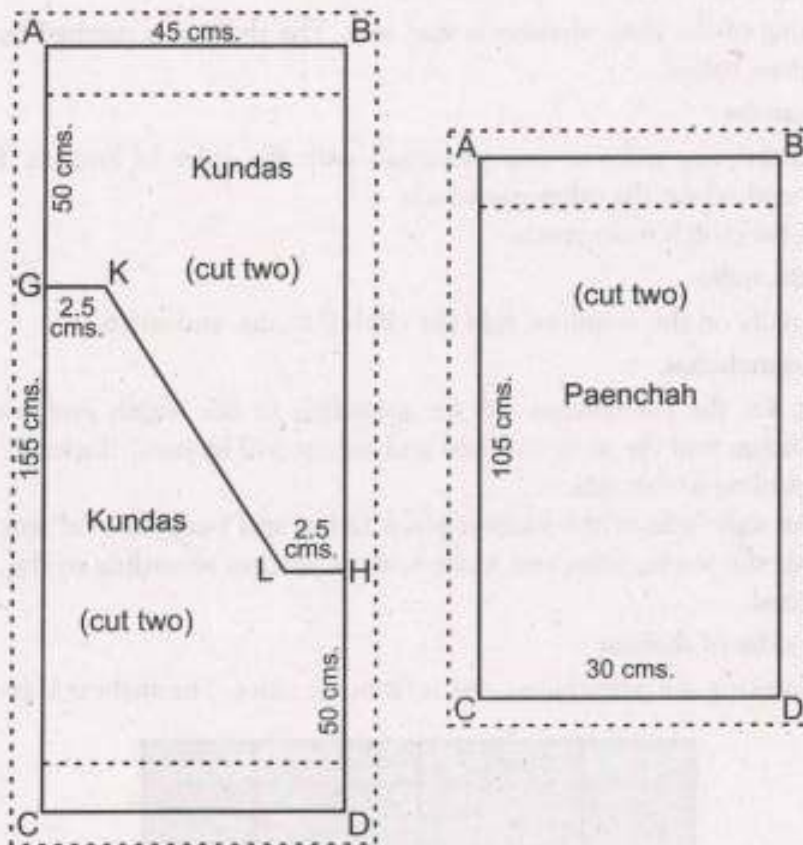 A 45 cms. B
50 cms.
Kundas
(cut two)
G K
2.5
cms.
155 cms.
Kundas
2.5
cms.
L H
(cut two)
50 cms.
C D
A B
(cut two)
Paenchah
105 cms.
30 cms.
C D